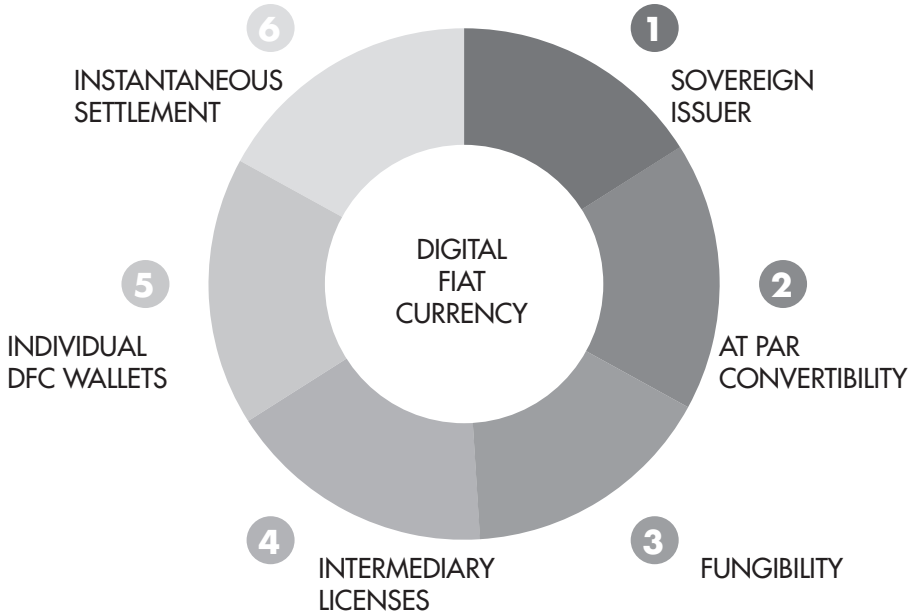 6
1
INSTANTANEOUS
SETTLEMENT
SOVEREIGN
ISSUER
DIGITAL
FIAT
CURRENCY
5
2
INDIVIDUAL
DFC WALLETS
AT PAR
CONVERTIBILITY
4
3
INTERMEDIARY
LICENSES
FUNGIBILITY